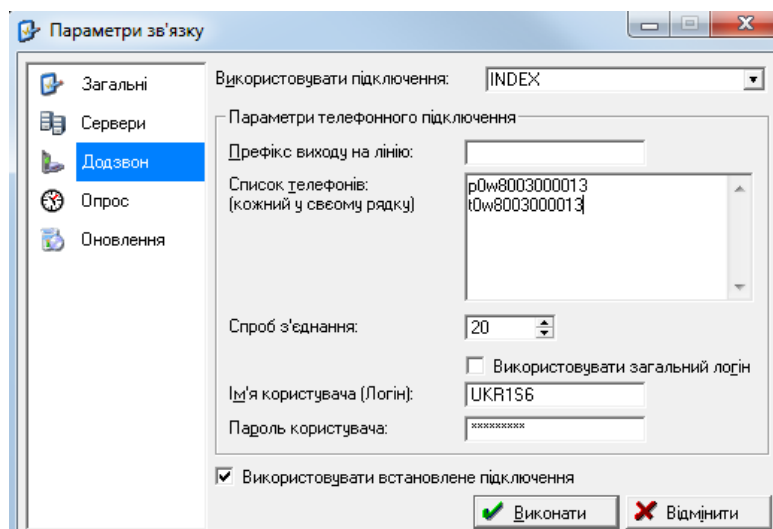 Параметри зв'язку
Загальні
Сервери
Додзвон
Опрос
Оновлення
Використовувати підключення: INDEX
Параметри телефонного підключення
Префікс виходу на лінію:
Список телефонів: p0w8003000013
(кожний у свєому рядку) t0w8003000013
Спроб з'єднання: 20
Використовувати загальний логін
Ім'я користувача (Логін): UKR1S6
Пароль користувача: *********
Використовувати встановлене підключення
Виконати Відмінити